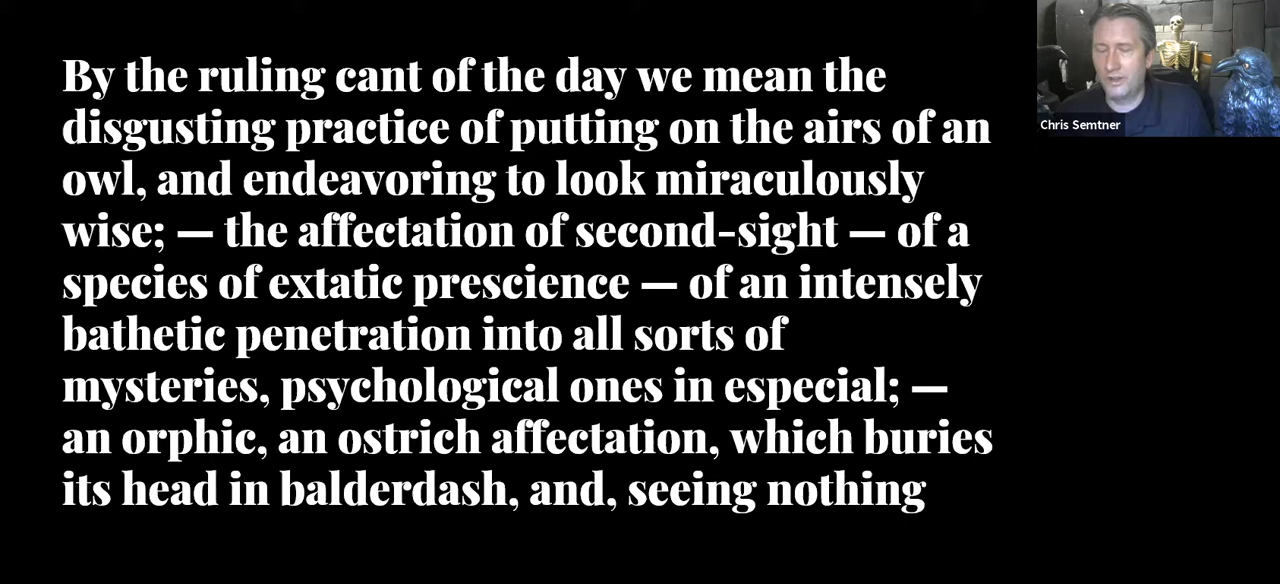 By the ruling cant of the day we mean the
disgusting practice of putting on the airs of an
owl, and endeavoring to look miraculously
wise; — the affectation of second-sight — of a
species of extatic prescience — of an intensely
bathetic penetration into all sorts of
mysteries, psychological ones in especial; —
an orphic, an ostrich affectation, which buries
its head in balderdash, and, seeing nothing
Chris Semtner